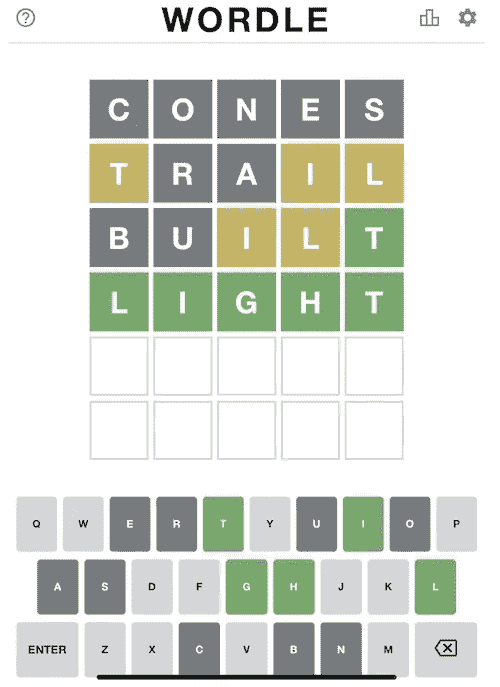 ? WORDLE
C O N E S
T R A I L
B U I L T
L I G H T
Q W E R T Y U I O P
A S D F G H J K L
ENTER Z X C V B N M